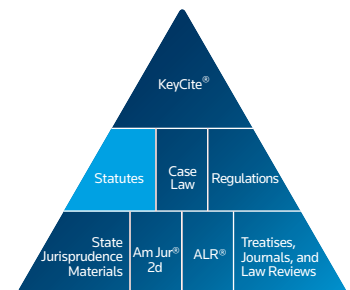 KeyCite®
Statutes
Case
Law
Regulations
State
Jurisprudence
Materials
Am Jur®
2d
ALR®
Treatises,
Journals, and
Law Reviews